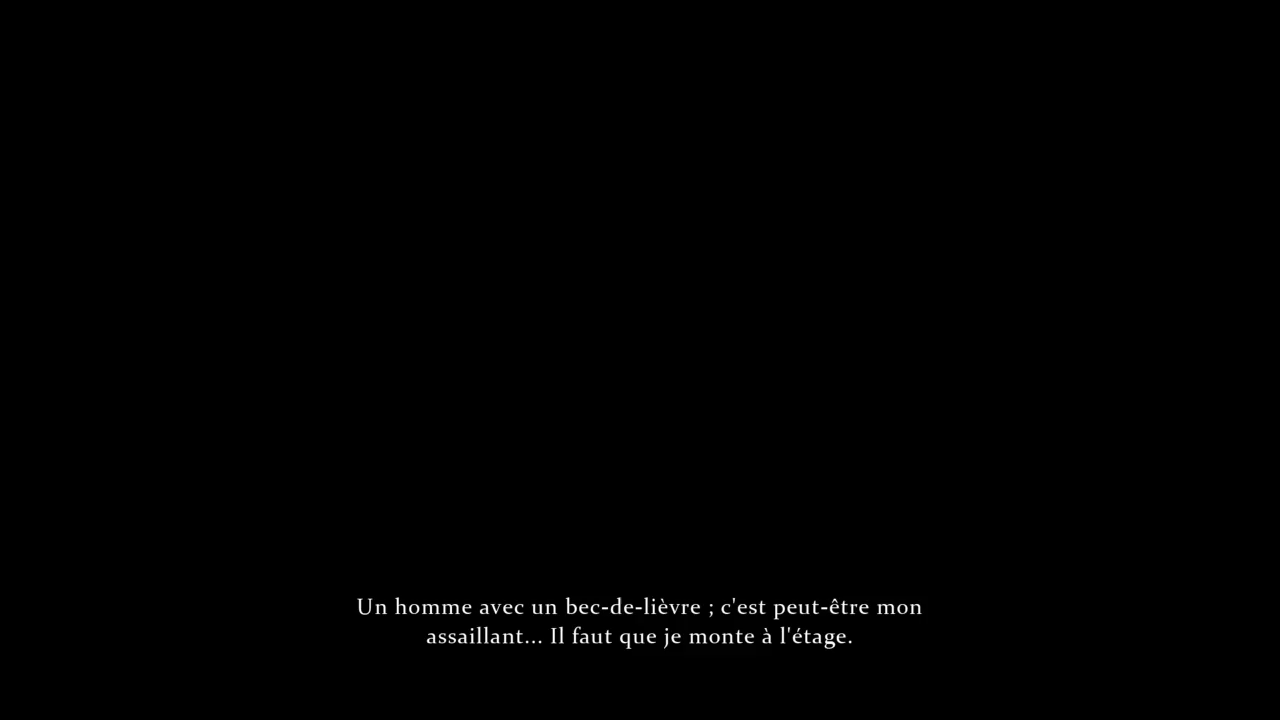 Un homme avec un bec-de-lièvre ; c'est peut-être mon
assaillant... Il faut que je monte à l'étage.